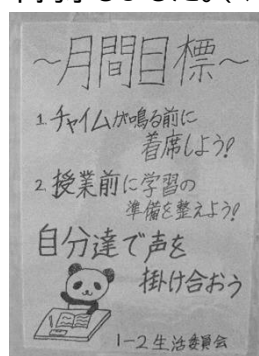 ～月間目標～
1.チャイムが鳴る前に
着席しよう!
2.授業前に学習の
準備を整えよう!
自分達で声を
掛け合おう
1-2生活委員会